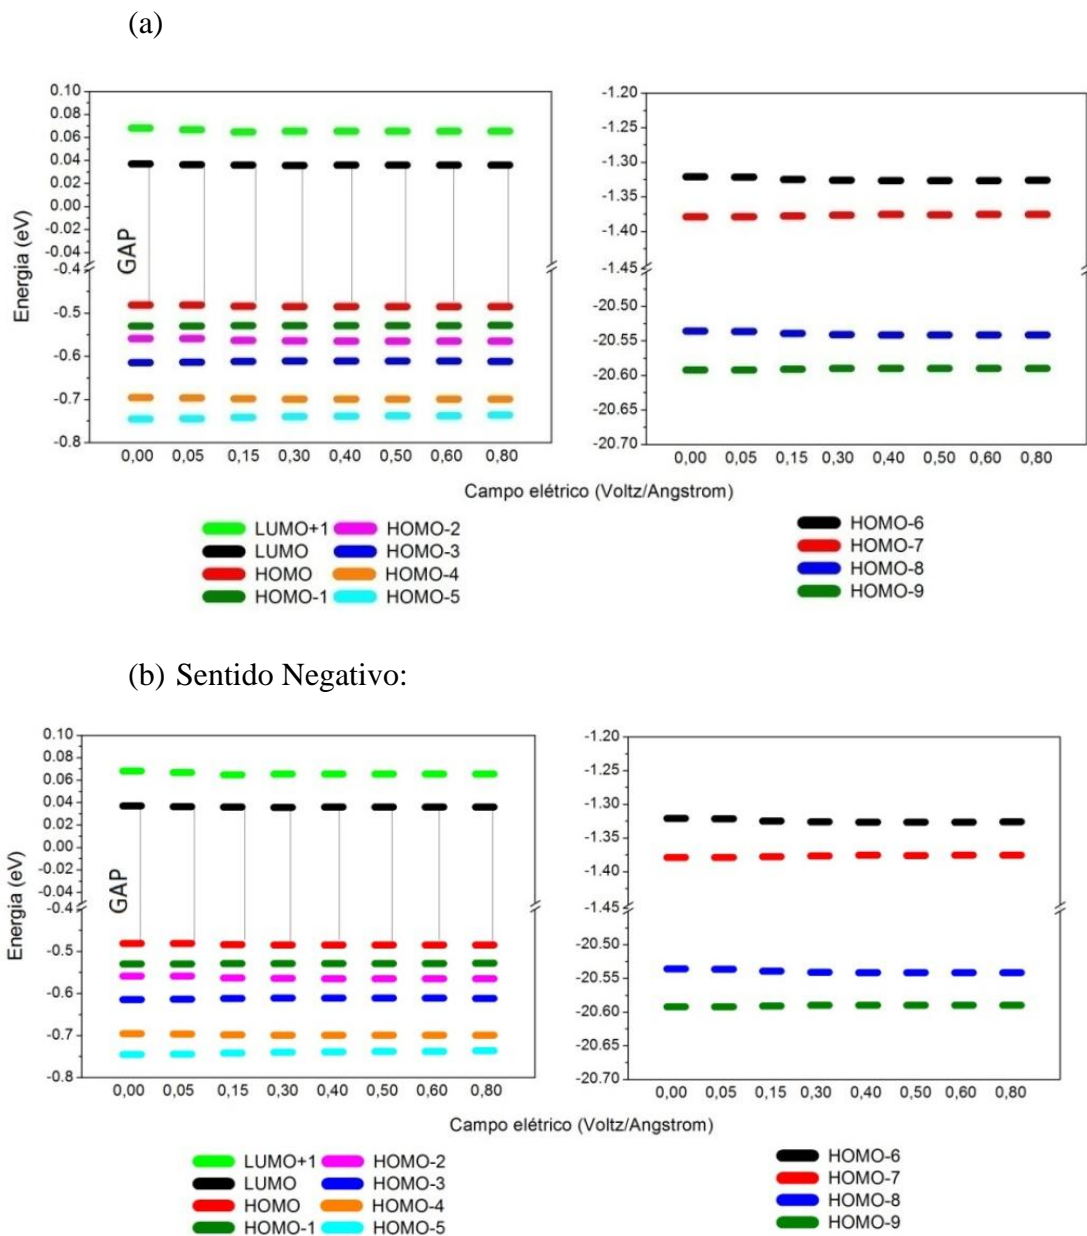 (a)
0.10
0.08
0.06
0.04
0.02
0.00
-0.02
-0.04
-0.4
-0.5
-0.6
-0.7
-0.8
Energia (eV)
GAP
0,00 0,05 0,15 0,30 0,40 0,50 0,60 0,80
-1.20
-1.25
-1.30
-1.35
-1.40
-1.45
-20.50
-20.55
-20.60
-20.65
-20.70
0,00 0,05 0,15 0,30 0,40 0,50 0,60 0,80
Campo elétrico (Voltz/Angstrom)
LUMO+1 HOMO-2
LUMO HOMO-3
HOMO HOMO-4
HOMO-1 HOMO-5
HOMO-6
HOMO-7
HOMO-8
HOMO-9
(b) Sentido Negativo:
0.10
0.08
0.06
0.04
0.02
0.00
-0.02
-0.04
-0.4
-0.5
-0.6
-0.7
-0.8
Energia (eV)
GAP
0,00 0,05 0,15 0,30 0,40 0,50 0,60 0,80
-1.20
-1.25
-1.30
-1.35
-1.40
-1.45
-20.50
-20.55
-20.60
-20.65
-20.70
0,00 0,05 0,15 0,30 0,40 0,50 0,60 0,80
Campo elétrico (Voltz/Angstrom)
LUMO+1 HOMO-2
LUMO HOMO-3
HOMO HOMO-4
HOMO-1 HOMO-5
HOMO-6
HOMO-7
HOMO-8
HOMO-9